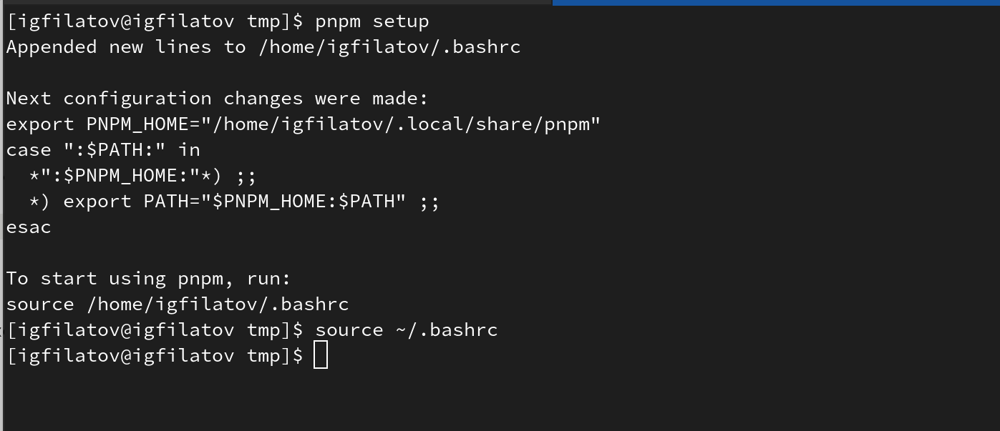 [igfilatov@igfilatov tmp]$ pnpm setup
Appended new lines to /home/igfilatov/.bashrc

Next configuration changes were made:
export PNPM_HOME="/home/igfilatov/.local/share/pnpm"
case ":$PATH:" in
  *":$PNPM_HOME:"*) ;;
  *) export PATH="$PNPM_HOME:$PATH" ;;
esac

To start using pnpm, run:
source /home/igfilatov/.bashrc
[igfilatov@igfilatov tmp]$ source ~/.bashrc
[igfilatov@igfilatov tmp]$